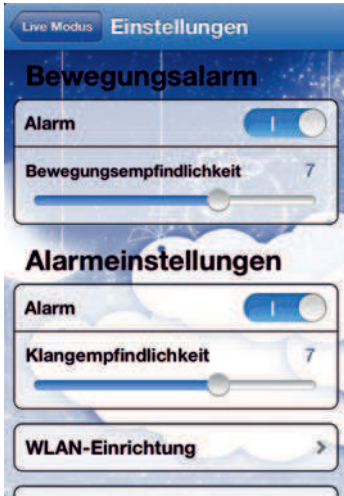 Live Modus Einstellungen
Bewegungsalarm
Alarm
Bewegungsempfindlichkeit 7
Alarmeinstellungen
Alarm
Klangempfindlichkeit 7
WLAN-Einrichtung